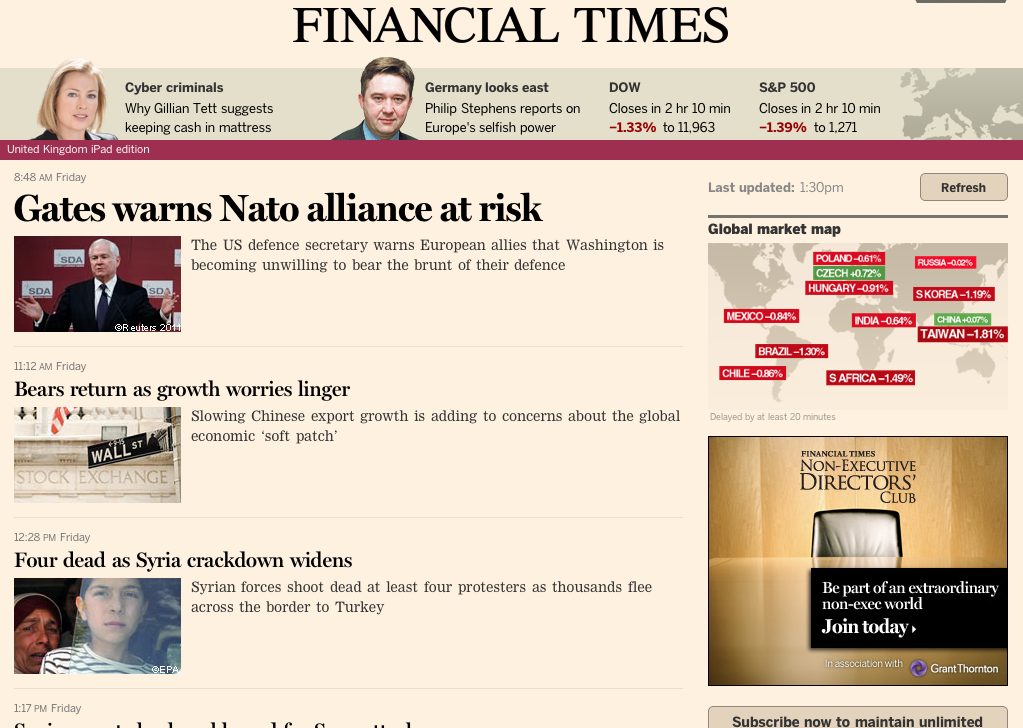 FINANCIAL TIMES
Cyber criminals
Why Gillian Tett suggests
keeping cash in mattress
Germany looks east
Philip Stephens reports on
Europe's selfish power
DOW
Closes in 2 hr 10 min
–1.33% to 11,963
S&P 500
Closes in 2 hr 10 min
–1.39% to 1,271
United Kingdom iPad edition
8:48 AM Friday
Gates warns Nato alliance at risk
SDA
SDA
SDA
©Reuters 2011
The US defence secretary warns European allies that Washington is
becoming unwilling to bear the brunt of their defence
11:12 AM Friday
Bears return as growth worries linger
WALL ST
STOCK EXCHANGE
Slowing Chinese export growth is adding to concerns about the global
economic ‘soft patch’
12:28 PM Friday
Four dead as Syria crackdown widens
©EPA
Syrian forces shoot dead at least four protesters as thousands flee
across the border to Turkey
1:17 PM Friday
Last updated: 1:30pm
Refresh
Global market map
POLAND –0.61%
RUSSIA –0.02%
CZECH +0.72%
HUNGARY –0.91%
S KOREA –1.19%
MEXICO –0.84%
INDIA –0.64%
CHINA +0.07%
TAIWAN –1.81%
BRAZIL –1.30%
CHILE –0.86%
S AFRICA –1.49%
Delayed by at least 20 minutes
FINANCIAL TIMES
NON-EXECUTIVE
DIRECTORS'
CLUB
Be part of an extraordinary
non-exec world
Join today
In association with
Grant Thornton
Subscribe now to maintain unlimited